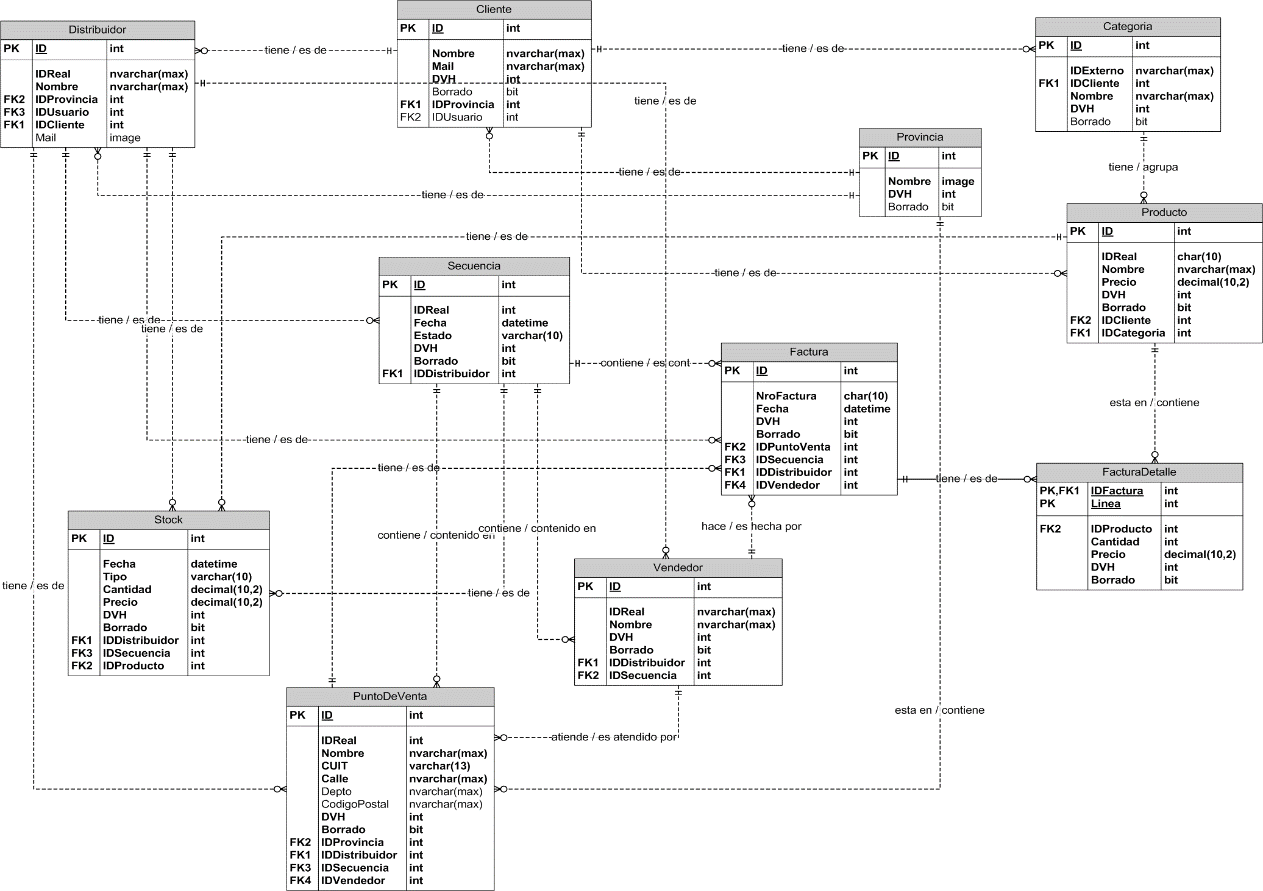 Distribuidor
PK ID int
IDReal nvarchar(max)
Nombre nvarchar(max)
FK2 IDProvincia int
FK3 IDUsuario int
FK1 IDCliente int
Mail image
Cliente
PK ID int
Nombre nvarchar(max)
Mail nvarchar(max)
DVH int
Borrado bit
FK1 IDProvincia int
FK2 IDUsuario int
Categoria
PK ID int
IDExterno nvarchar(max)
FK1 IDCliente int
Nombre nvarchar(max)
DVH int
Borrado bit
tiene / es de
tiene / es de
tiene / es de
Provincia
PK ID int
Nombre image
DVH int
Borrado bit
tiene / agrupa
tiene / es de
tiene / es de
Producto
PK ID int
IDReal char(10)
Nombre nvarchar(max)
Precio decimal(10,2)
DVH int
Borrado bit
FK2 IDCliente int
FK1 IDCategoria int
tiene / es de
tiene / es de
Secuencia
PK ID int
IDReal int
Fecha datetime
Estado varchar(10)
DVH int
Borrado bit
FK1 IDDistribuidor int
tiene / es de
tiene / es de
contiene / es cont
Factura
PK ID int
NroFactura char(10)
Fecha datetime
DVH int
Borrado bit
FK2 IDPuntoVenta int
FK3 IDSecuencia int
FK1 IDDistribuidor int
FK4 IDVendedor int
esta en / contiene
tiene / es de
tiene / es de
tiene / es de
FacturaDetalle
PK,FK1 IDFactura int
PK Linea int
FK2 IDProducto int
Cantidad int
Precio decimal(10,2)
DVH int
Borrado bit
Stock
PK ID int
Fecha datetime
Tipo varchar(10)
Cantidad decimal(10,2)
Precio decimal(10,2)
DVH int
Borrado bit
FK1 IDDistribuidor int
FK3 IDSecuencia int
FK2 IDProducto int
contiene / contenido en
contiene / contenido en
hace / es hecha por
tiene / es de
tiene / es de
Vendedor
PK ID int
IDReal nvarchar(max)
Nombre nvarchar(max)
DVH int
Borrado bit
FK1 IDDistribuidor int
FK2 IDSecuencia int
PuntoDeVenta
PK ID int
IDReal int
Nombre nvarchar(max)
CUIT varchar(13)
Calle nvarchar(max)
Depto nvarchar(max)
CodigoPostal nvarchar(max)
DVH int
Borrado bit
FK2 IDProvincia int
FK1 IDDistribuidor int
FK3 IDSecuencia int
FK4 IDVendedor int
esta en / contiene
atiende / es atendido por